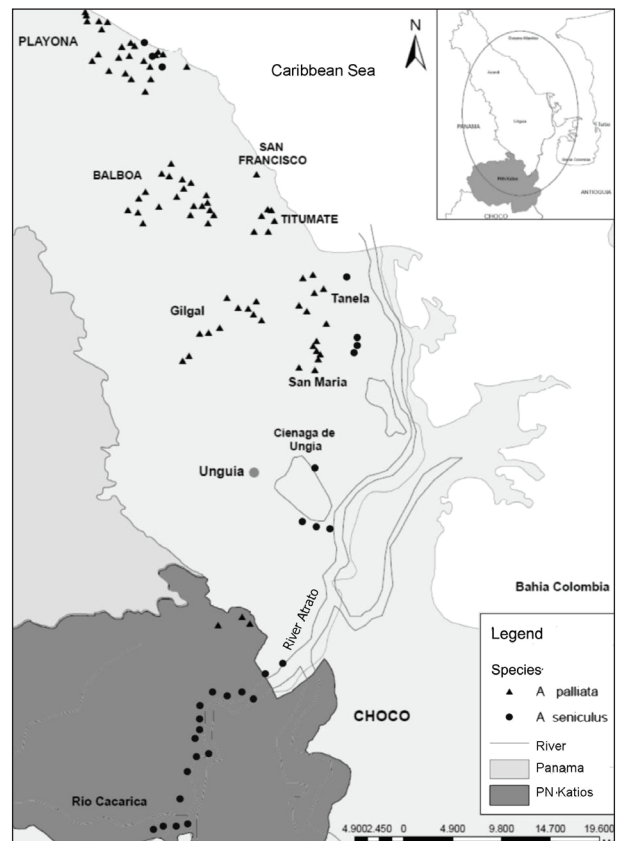 PLAYONA
Caribbean Sea
N
SAN
FRANCISCO
BALBOA
TITUMATE
Tanela
Gilgal
San Maria
Cienaga de
Ungia
Unguia
River Atrato
Bahia Colombia
CHOCO
Rio Cacarica
PANAMA
ANTIOQUIA
CHOCO
Legend
Species
A palliata
A seniculus
River
Panama
PN Katios
4.900 2.450 0 4.900 9.800 14.700 19.600